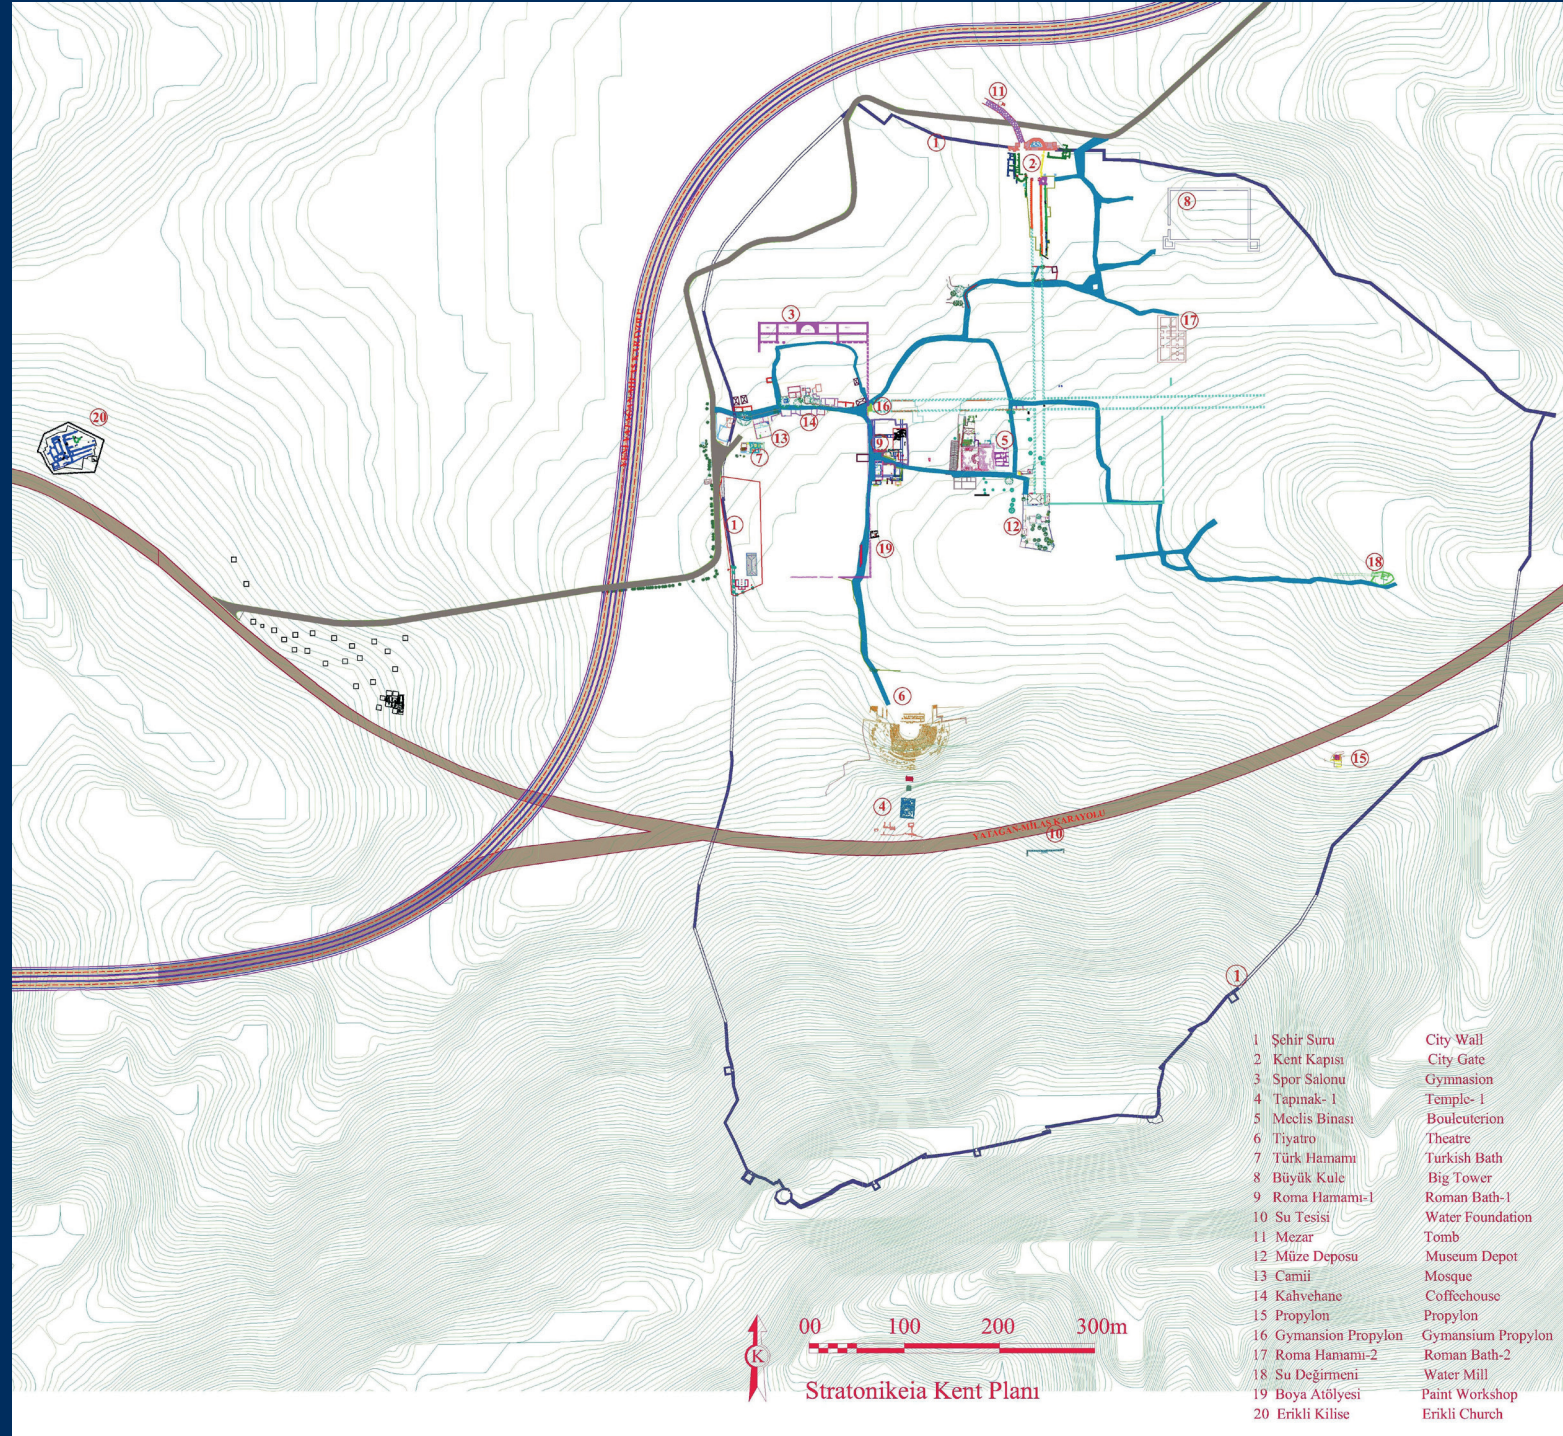 11
1
2
8
3
17
16
20
14
13
9
5
7
1
12
19
18
6
15
4
YATAĞAN-MİLAS KARAYOLU
10
1
1 Şehir Suru City Wall
2 Kent Kapısı City Gate
3 Spor Salonu Gymnasion
4 Tapınak- 1 Temple- 1
5 Meclis Binası Bouleuterion
6 Tiyatro Theatre
7 Türk Hamamı Turkish Bath
8 Büyük Kule Big Tower
9 Roma Hamamı-1 Roman Bath-1
10 Su Tesisi Water Foundation
11 Mezar Tomb
12 Müze Deposu Museum Depot
13 Camii Mosque
14 Kahvehane Coffeehouse
15 Propylon Propylon
16 Gymansion Propylon Gymansium Propylon
17 Roma Hamamı-2 Roman Bath-2
18 Su Değirmeni Water Mill
19 Boya Atölyesi Paint Workshop
20 Erikli Kilise Erikli Church
00 100 200 300m
K
Stratonikeia Kent Planı